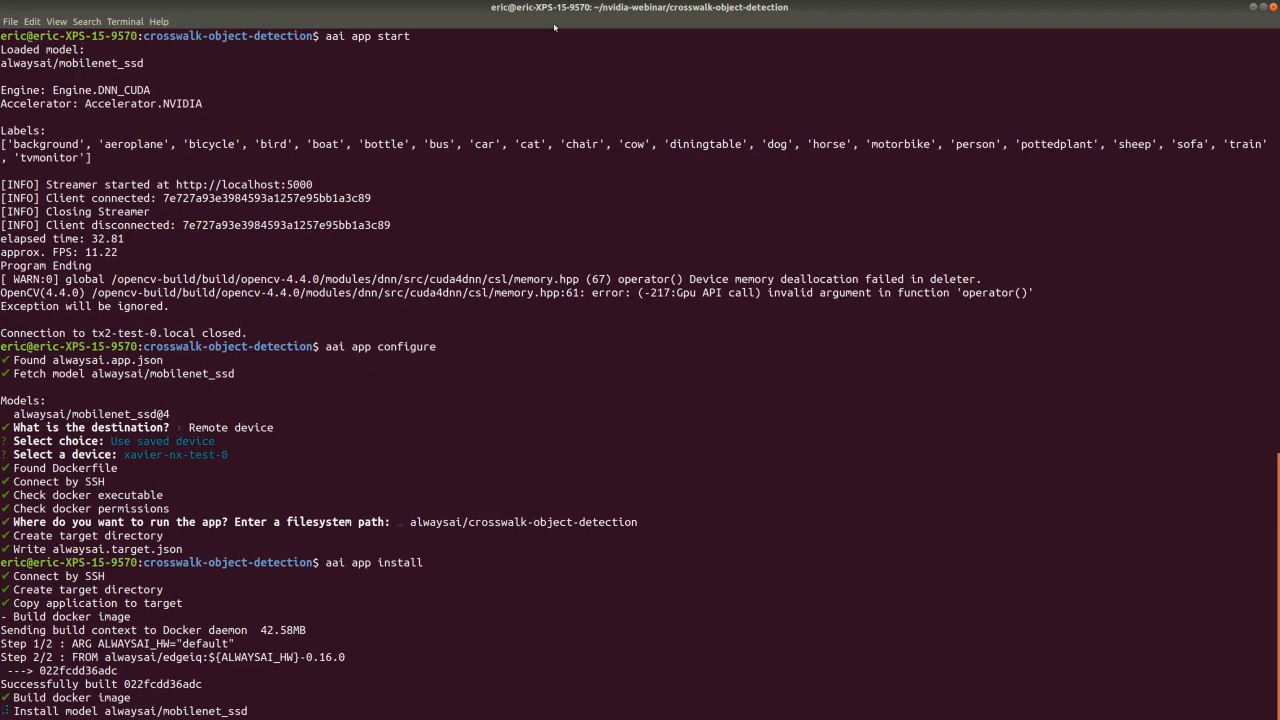 eric@eric-XPS-15-9570: ~/nvidia-webinar/crosswalk-object-detection
File Edit View Search Terminal Help
eric@eric-XPS-15-9570:crosswalk-object-detection$ aai app start
Loaded model:
alwaysai/mobilenet_ssd
Engine: Engine.DNN_CUDA
Accelerator: Accelerator.NVIDIA
Labels:
['background', 'aeroplane', 'bicycle', 'bird', 'boat', 'bottle', 'bus', 'car', 'cat', 'chair', 'cow', 'diningtable', 'dog', 'horse', 'motorbike', 'person', 'pottedplant', 'sheep', 'sofa', 'train'
, 'tvmonitor']
[INFO] Streamer started at http://localhost:5000
[INFO] Client connected: 7e727a93e3984593a1257e95bb1a3c89
[INFO] Closing Streamer
[INFO] Client disconnected: 7e727a93e3984593a1257e95bb1a3c89
elapsed time: 32.81
approx. FPS: 11.22
Program Ending
[ WARN:0] global /opencv-build/build/opencv-4.4.0/modules/dnn/src/cuda4dnn/csl/memory.hpp (67) operator() Device memory deallocation failed in deleter.
OpenCV(4.4.0) /opencv-build/build/opencv-4.4.0/modules/dnn/src/cuda4dnn/csl/memory.hpp:61: error: (-217:Gpu API call) invalid argument in function 'operator()'
Exception will be ignored.
Connection to tx2-test-0.local closed.
eric@eric-XPS-15-9570:crosswalk-object-detection$ aai app configure
✔ Found alwaysai.app.json
✔ Fetch model alwaysai/mobilenet_ssd
Models:
alwaysai/mobilenet_ssd@4
✔ What is the destination? › Remote device
? Select choice: Use saved device
? Select a device: xavier-nx-test-0
✔ Found Dockerfile
✔ Connect by SSH
✔ Check docker executable
✔ Check docker permissions
✔ Where do you want to run the app? Enter a filesystem path: … alwaysai/crosswalk-object-detection
✔ Create target directory
✔ Write alwaysai.target.json
eric@eric-XPS-15-9570:crosswalk-object-detection$ aai app install
✔ Connect by SSH
✔ Create target directory
✔ Copy application to target
- Build docker image
Sending build context to Docker daemon  42.58MB
Step 1/2 : ARG ALWAYSAI_HW="default"
Step 2/2 : FROM alwaysai/edgeiq:${ALWAYSAI_HW}-0.16.0
---> 022fcdd36adc
Successfully built 022fcdd36adc
✔ Build docker image
Install model alwaysai/mobilenet_ssd